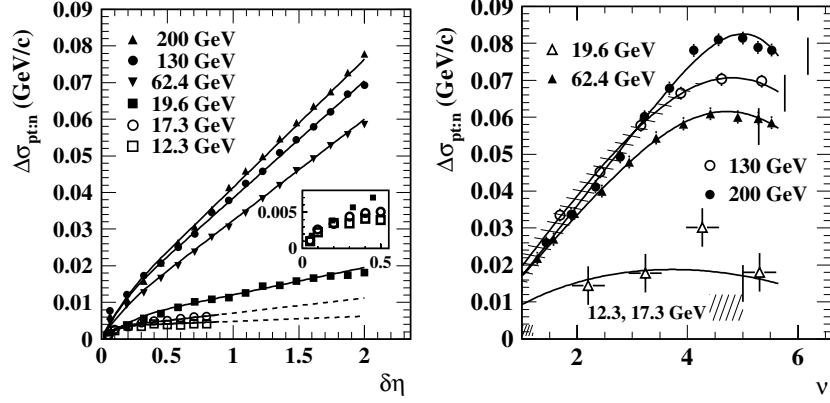 Δσpt:n (GeV/c)
0.09
0.08
0.07
0.06
0.05
0.04
0.03
0.02
0.01
0
200 GeV
130 GeV
62.4 GeV
19.6 GeV
17.3 GeV
12.3 GeV
0.005
0
0
0.5
0
0.5
1
1.5
2
δη
Δσpt:n (GeV/c)
0.09
0.08
0.07
0.06
0.05
0.04
0.03
0.02
0.01
0
19.6 GeV
62.4 GeV
130 GeV
200 GeV
12.3, 17.3 GeV
2
4
6
ν